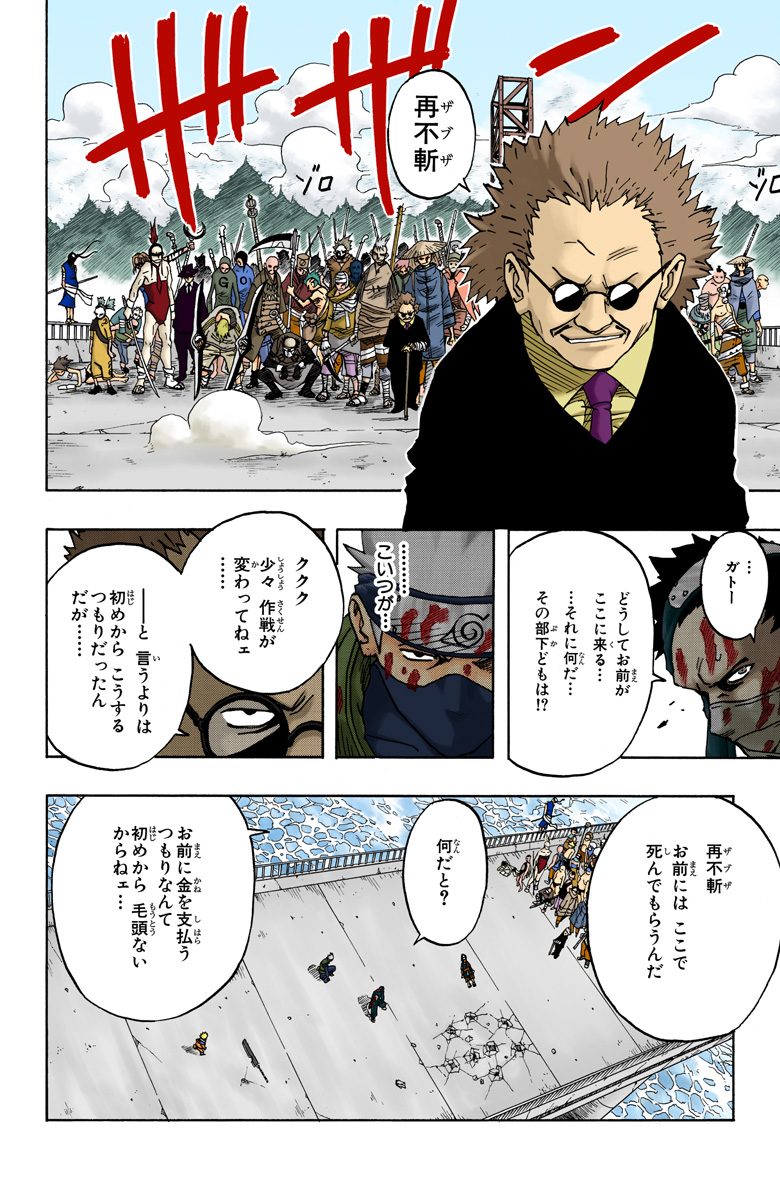 ザザン
再不斬
ザブザ
ゾロ
ゾロ
…ガトー
どうしてお前が
ここに来る…
…それに何だ…
その部下どもは!?
………
こいつが…
ククク
少々 作戦が
変わってねェ
……
――と 言うよりは
初めから こうする
つもりだったん
だが……
再不斬
お前には ここで
死んでもらうんだ
何だと？
お前に金を支払う
つもりなんて
初めから 毛頭ない
からねェ…